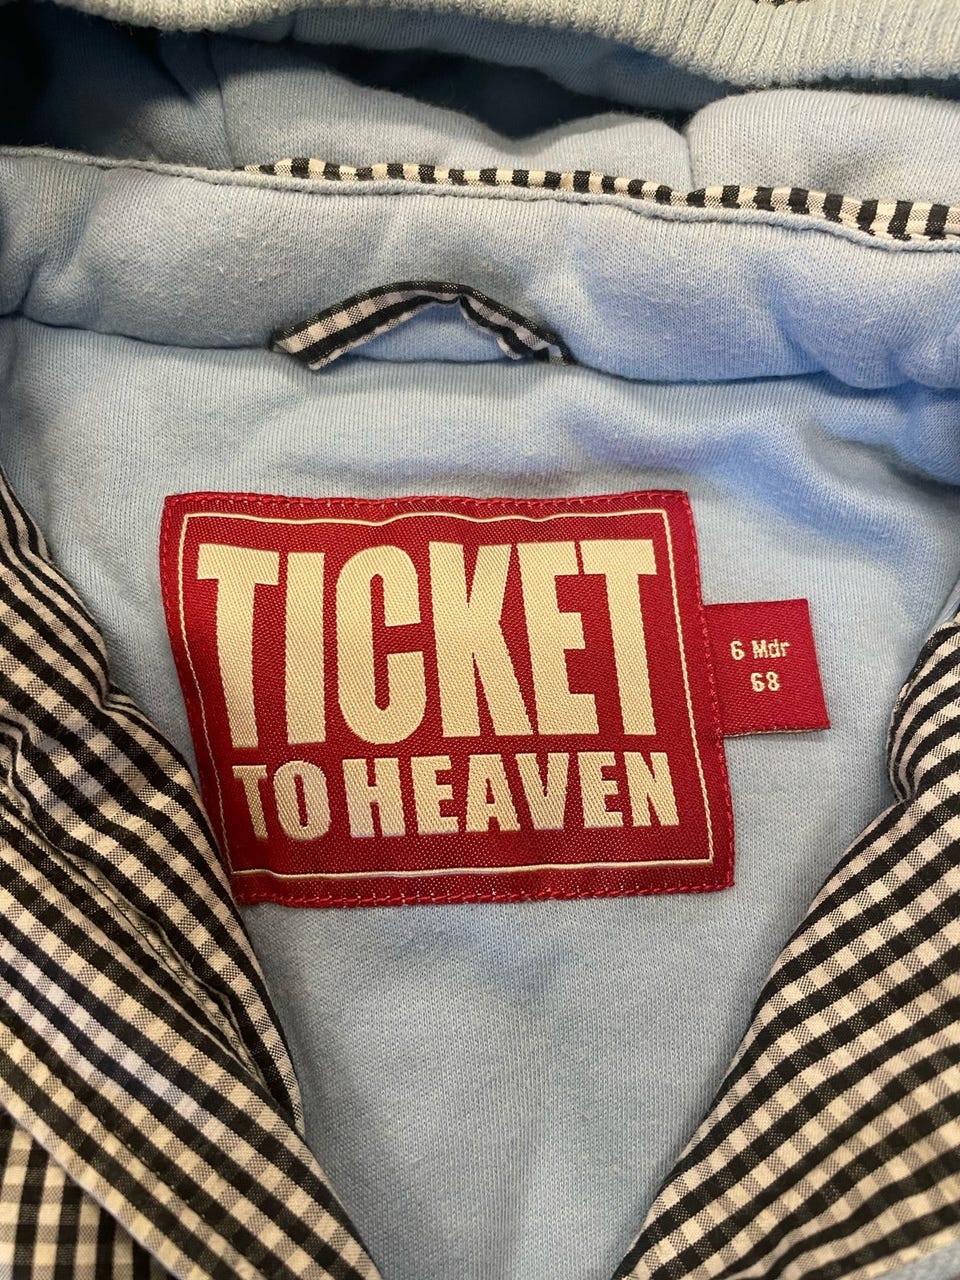 TICKET
TO HEAVEN
6 Mdr
68